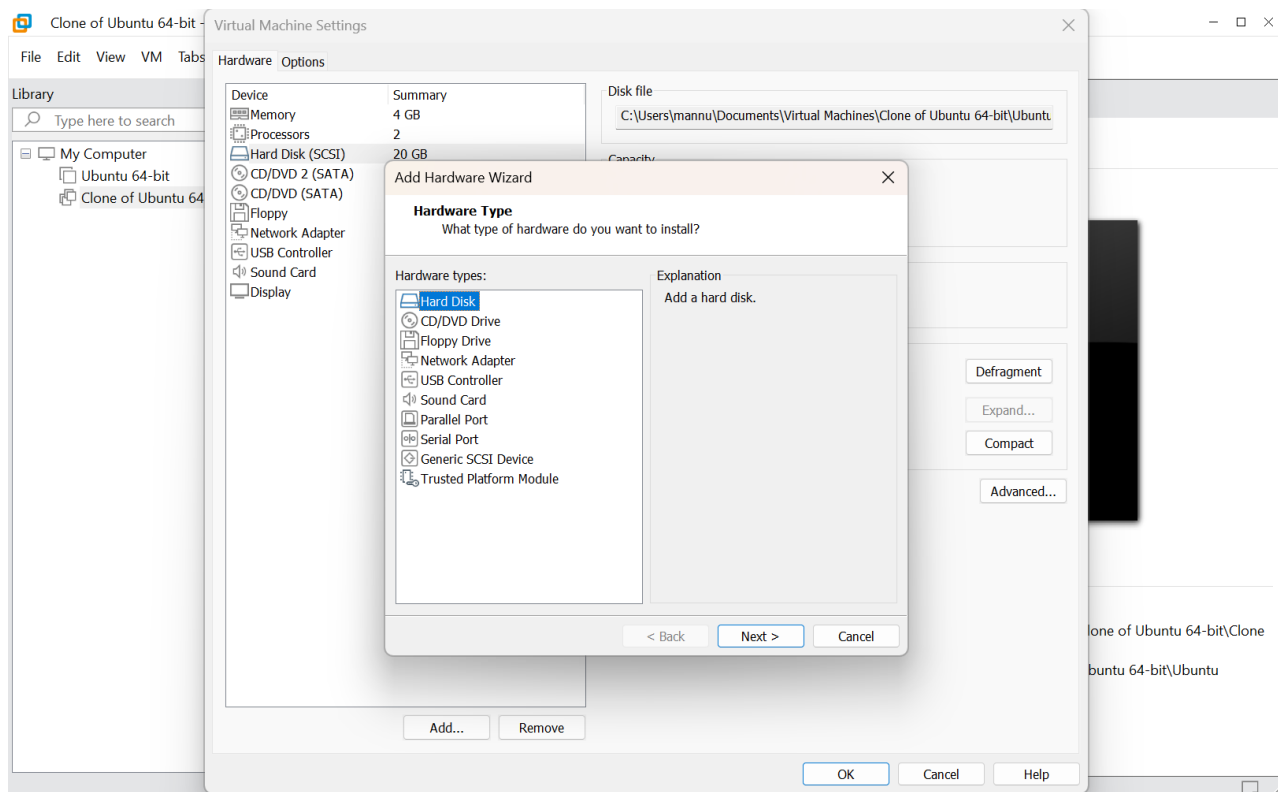 Clone of Ubuntu 64-bit -
Virtual Machine Settings
File Edit View VM Tabs
Hardware Options
Library
Type here to search
My Computer
Ubuntu 64-bit
Clone of Ubuntu 64
Device Summary
Memory 4 GB
Processors 2
Hard Disk (SCSI) 20 GB
CD/DVD 2 (SATA)
CD/DVD (SATA)
Floppy
Network Adapter
USB Controller
Sound Card
Display
Disk file
C:\Users\mannu\Documents\Virtual Machines\Clone of Ubuntu 64-bit\Ubuntu
Capacity
Add Hardware Wizard
Hardware Type
What type of hardware do you want to install?
Hardware types:
Hard Disk
CD/DVD Drive
Floppy Drive
Network Adapter
USB Controller
Sound Card
Parallel Port
Serial Port
Generic SCSI Device
Trusted Platform Module
Explanation
Add a hard disk.
< Back Next > Cancel
Defragment
Expand...
Compact
Advanced...
lone of Ubuntu 64-bit\Clone
buntu 64-bit\Ubuntu
Add... Remove
OK Cancel Help